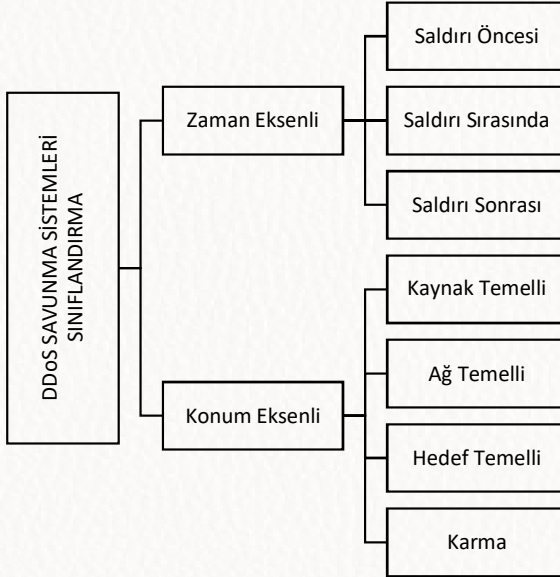 DDoS SAVUNMA SİSTEMLERİ
SINIFLANDIRMA
Zaman Eksenli
Saldırı Öncesi
Saldırı Sırasında
Saldırı Sonrası
Konum Eksenli
Kaynak Temelli
Ağ Temelli
Hedef Temelli
Karma